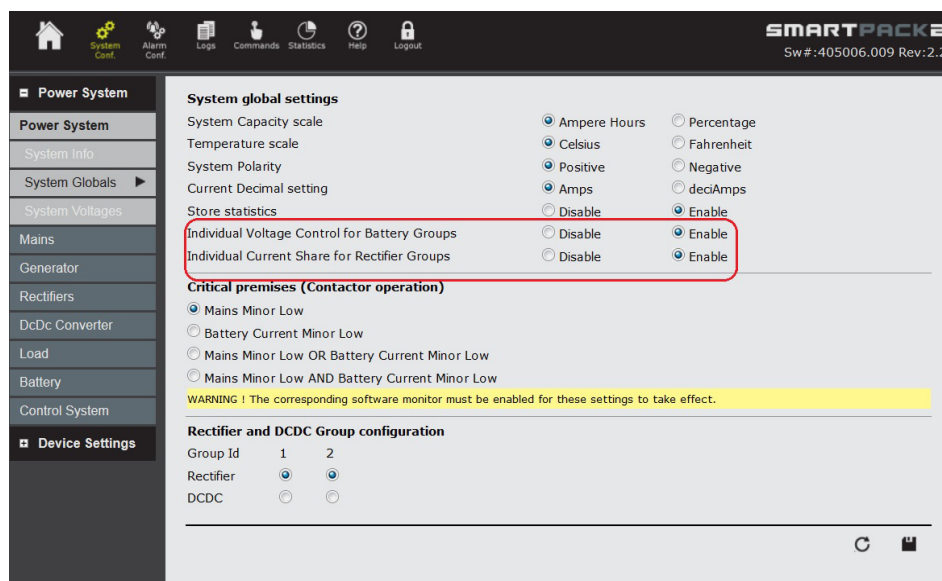 System Conf.
Alarm Conf.
Logs
Commands
Statistics
Help
Logout
SMARTPACK2
Sw#:405006.009 Rev:2.
Power System
Power System
System Info
System Globals
System Voltages
Mains
Generator
Rectifiers
DcDc Converter
Load
Battery
Control System
Device Settings
System global settings
System Capacity scale Ampere Hours Percentage
Temperature scale Celsius Fahrenheit
System Polarity Positive Negative
Current Decimal setting Amps deciAmps
Store statistics Disable Enable
Individual Voltage Control for Battery Groups Disable Enable
Individual Current Share for Rectifier Groups Disable Enable
Critical premises (Contactor operation)
Mains Minor Low
Battery Current Minor Low
Mains Minor Low OR Battery Current Minor Low
Mains Minor Low AND Battery Current Minor Low
WARNING ! The corresponding software monitor must be enabled for these settings to take effect.
Rectifier and DCDC Group configuration
Group Id 1 2
Rectifier
DCDC